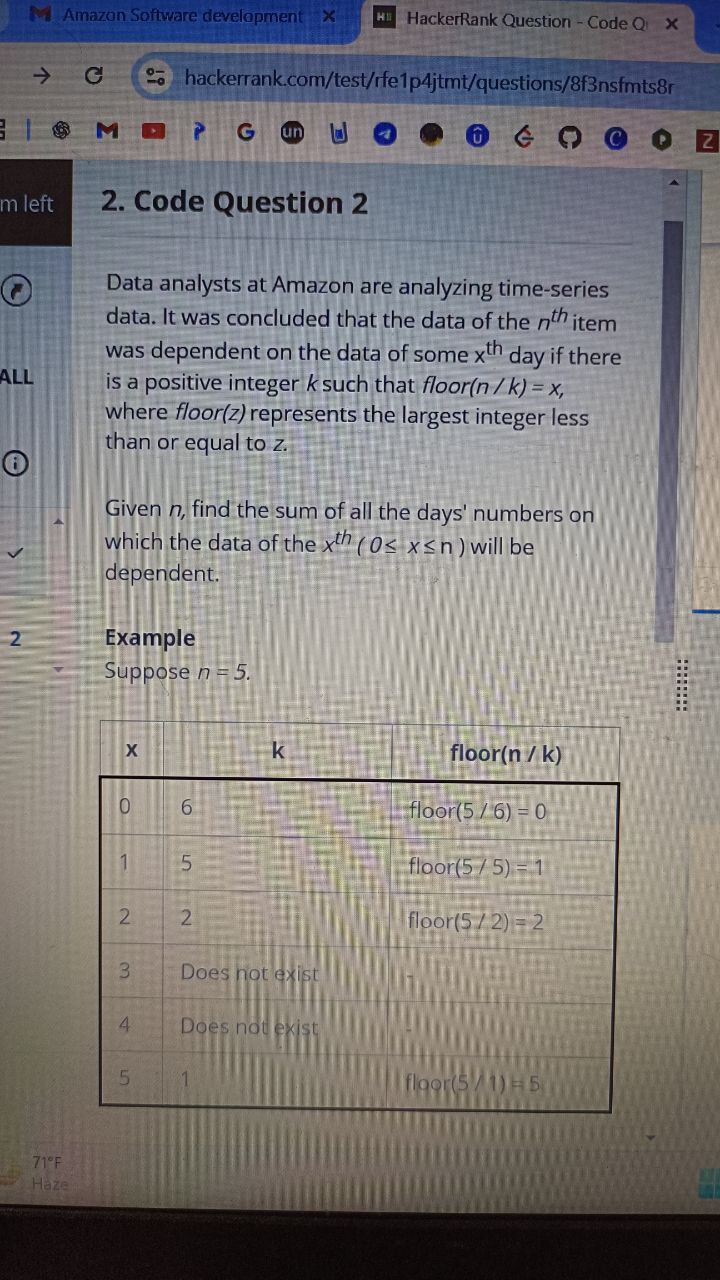 Amazon Software development
HackerRank Question - Code Q
hackerrank.com/test/rfe1p4jtmt/questions/8f3nsfmts8r
m left
ALL
2
2. Code Question 2
Data analysts at Amazon are analyzing time-series
data. It was concluded that the data of the nth item
was dependent on the data of some xth day if there
is a positive integer k such that floor(n / k) = x,
where floor(z) represents the largest integer less
than or equal to z.
Given n, find the sum of all the days' numbers on
which the data of the xth ( 0≤ x≤n ) will be
dependent.
Example
Suppose n = 5.
x k floor(n / k)
0 6 floor(5 / 6) = 0
1 5 floor(5 / 5) = 1
2 2 floor(5 / 2) = 2
3 Does not exist -
4 Does not exist -
5 1 floor(5 / 1) = 5
71°F
Haze